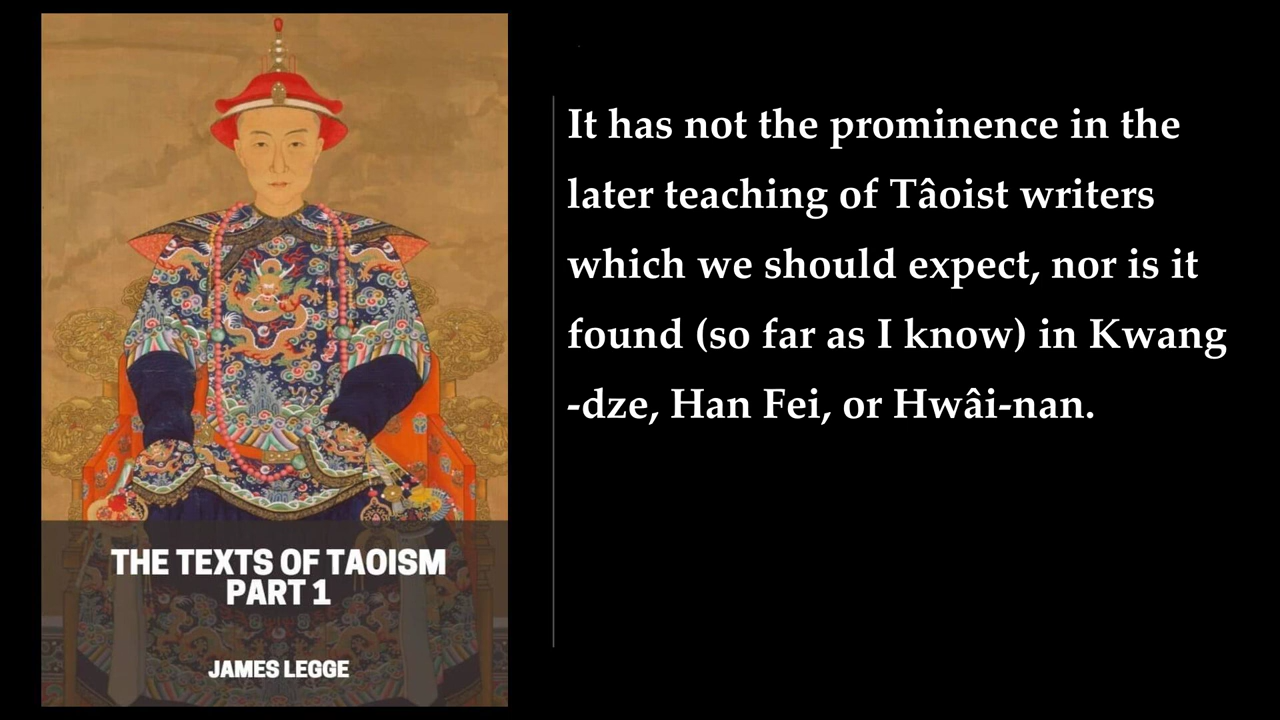 THE TEXTS OF TAOISM
PART 1
JAMES LEGGE
It has not the prominence in the
later teaching of Tâoist writers
which we should expect, nor is it
found (so far as I know) in Kwang
-dze, Han Fei, or Hwâi-nan.